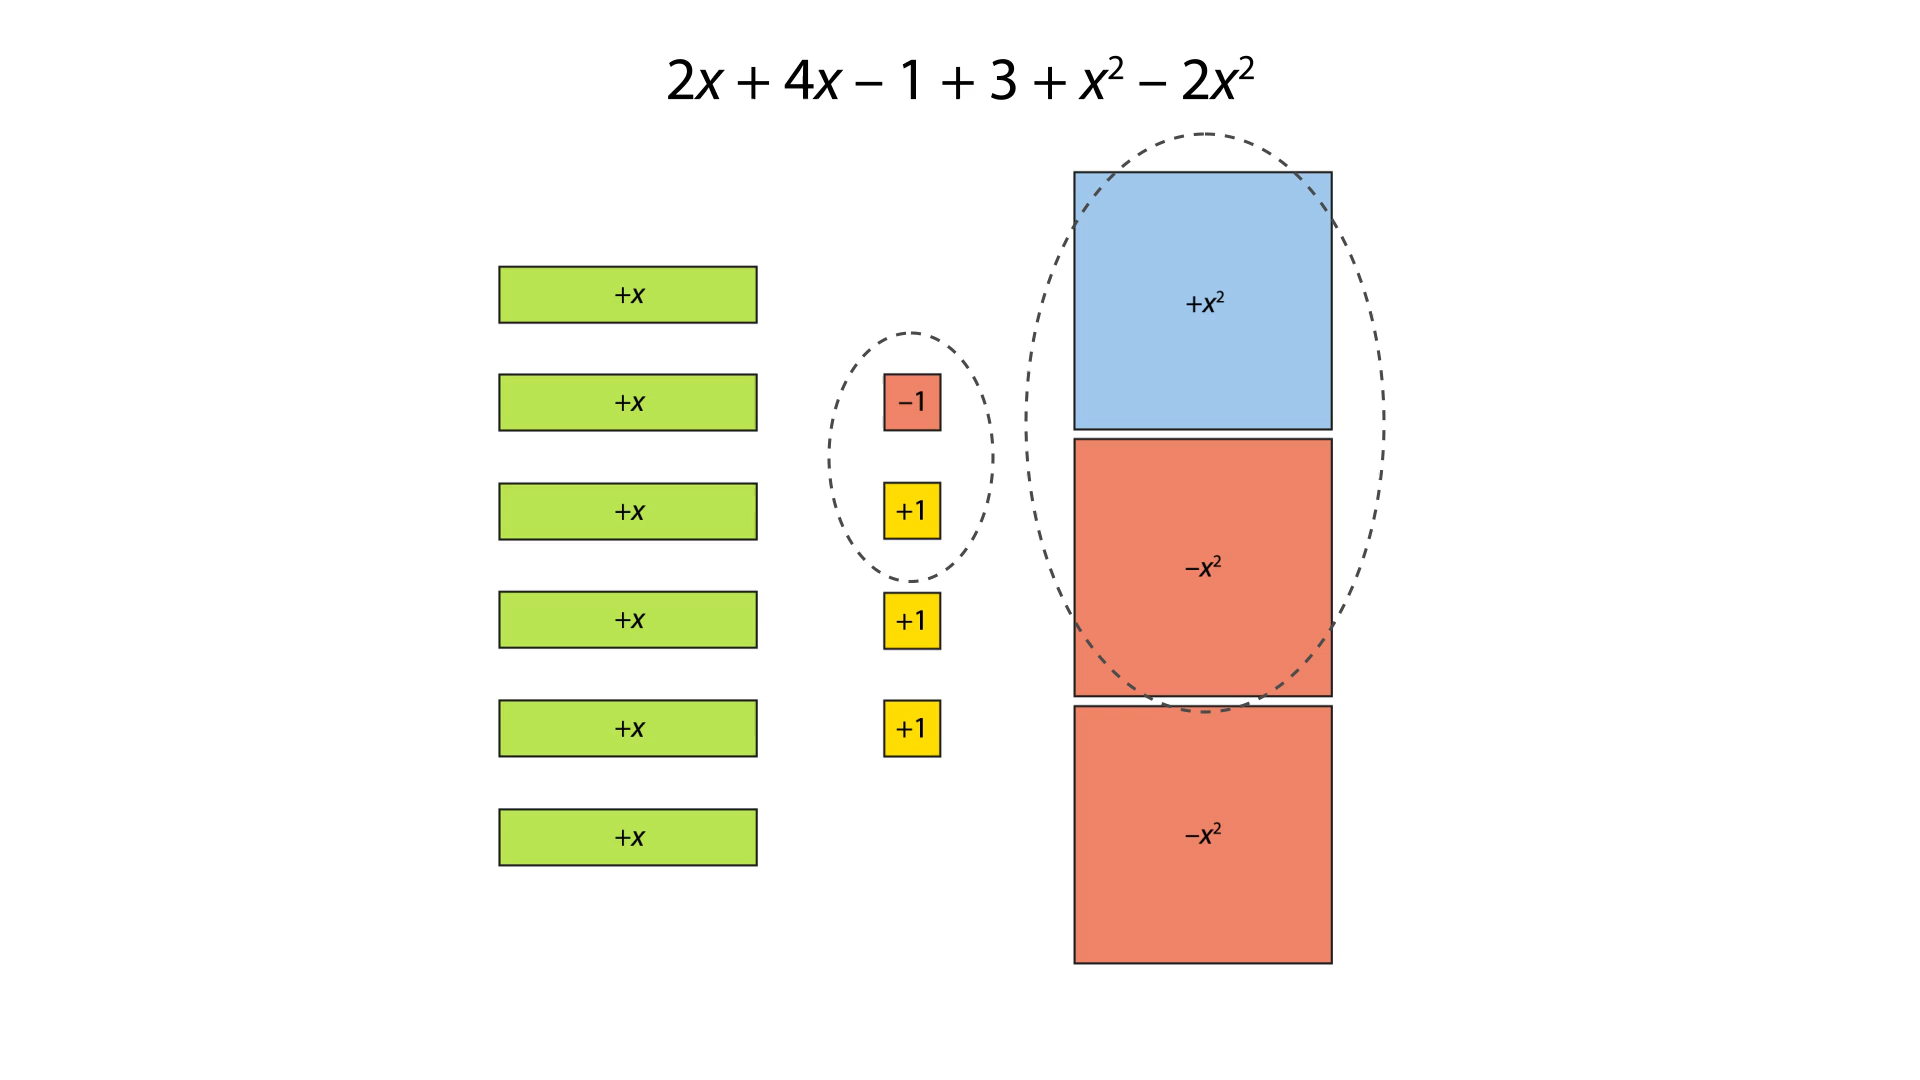 2x + 4x – 1 + 3 + x² – 2x²
+x
+x
+x
+x
+x
+x
–1
+1
+1
+1
+x²
–x²
–x²